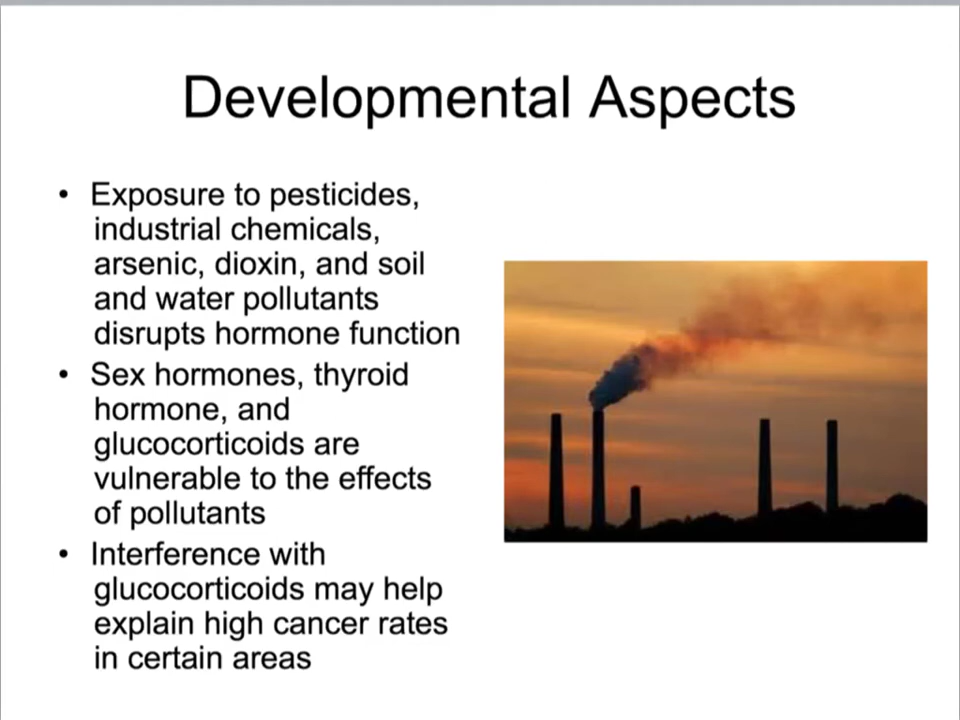 Developmental Aspects
• Exposure to pesticides,
industrial chemicals,
arsenic, dioxin, and soil
and water pollutants
disrupts hormone function
• Sex hormones, thyroid
hormone, and
glucocorticoids are
vulnerable to the effects
of pollutants
• Interference with
glucocorticoids may help
explain high cancer rates
in certain areas